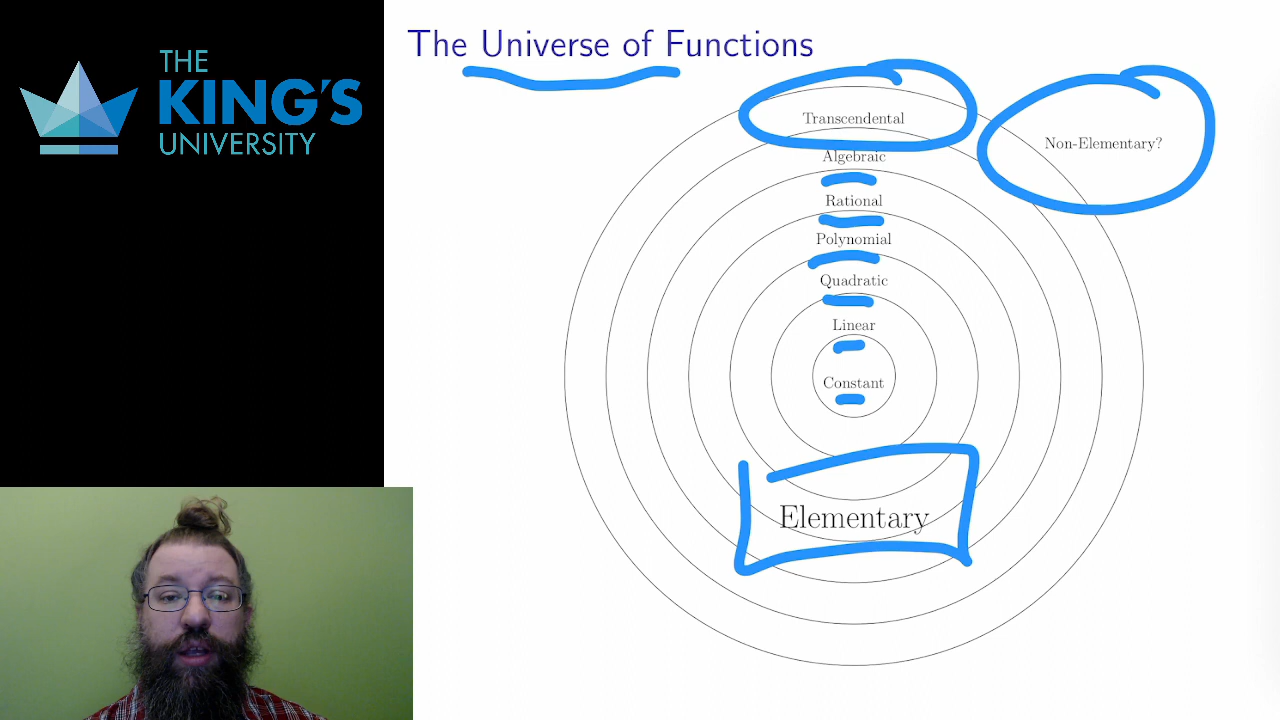 THE
KING'S
UNIVERSITY
The Universe of Functions
Transcendental
Non-Elementary?
Algebraic
Rational
Polynomial
Quadratic
Linear
Constant
Elementary